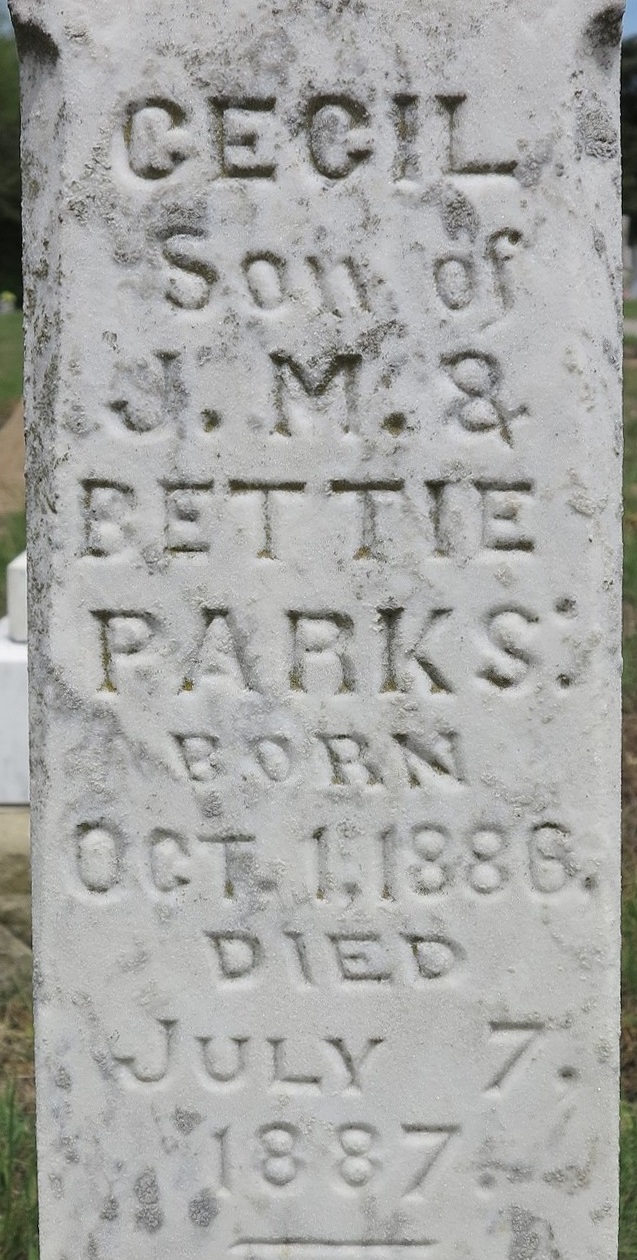 CECIL
Son of
J. M. &
BETTIE
PARKS:
BORN
OCT. 1, 1886.
DIED
JULY 7,
1887.